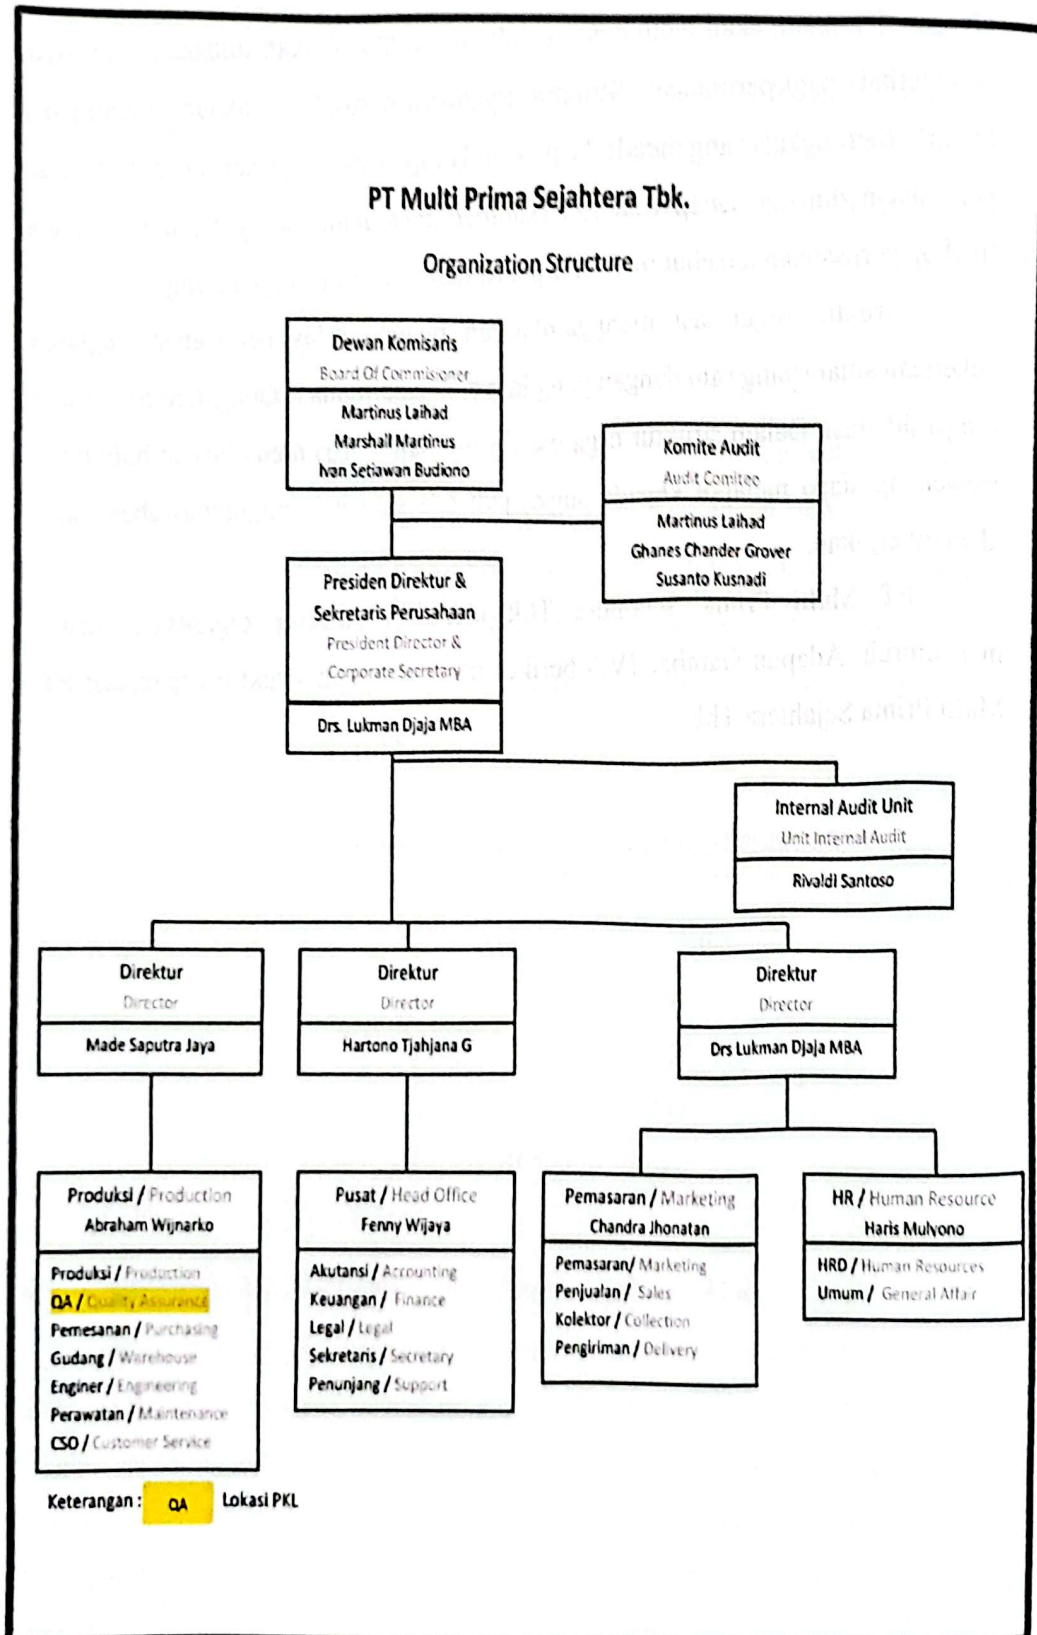 PT Multi Prima Sejahtera Tbk.
Organization Structure
Dewan Komisaris
Board Of Commisioner
Martinus Laihad
Marshall Martinus
Ivan Setiawan Budiono
Komite Audit
Audit Comiteo
Martinus Laihad
Ghanes Chander Grover
Susanto Kusnadi
Presiden Direktur &
Sekretaris Perusahaan
President Director &
Corporate Secretary
Drs. Lukman Djaja MBA
Internal Audit Unit
Unit Internal Audit
Rivaldi Santoso
Direktur
Director
Made Saputra Jaya
Direktur
Director
Hartono Tjahjana G
Direktur
Director
Drs Lukman Djaja MBA
Produksi / Production
Abraham Wijnarko
Produksi / Production
QA / Quality Assurance
Pemesanan / Purchasing
Gudang / Warehouse
Enginer / Engineering
Perawatan / Maintenance
CSO / Customer Service
Pusat / Head Office
Fenny Wijaya
Akutansi / Accounting
Keuangan / Finance
Legal / Legal
Sekretaris / Secretary
Penunjang / Support
Pemasaran / Marketing
Chandra Jhonatan
Pemasaran/ Marketing
Penjualan / Sales
Kolektor / Collection
Pengiriman / Delivery
HR / Human Resource
Haris Mulyono
HRD / Human Resources
Umum / General Affair
Keterangan : QA Lokasi PKL